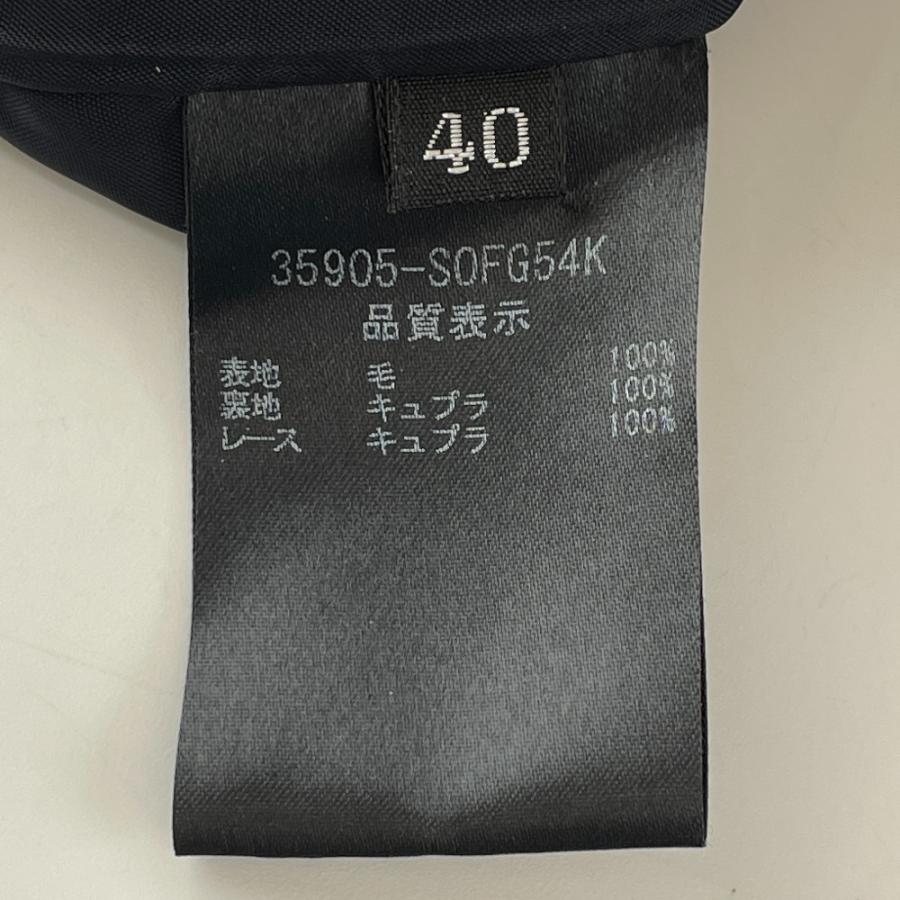 40
35905-SOFG54K
品質表示
表地 毛 100%
裏地 キュプラ 100%
レース キュプラ 100%